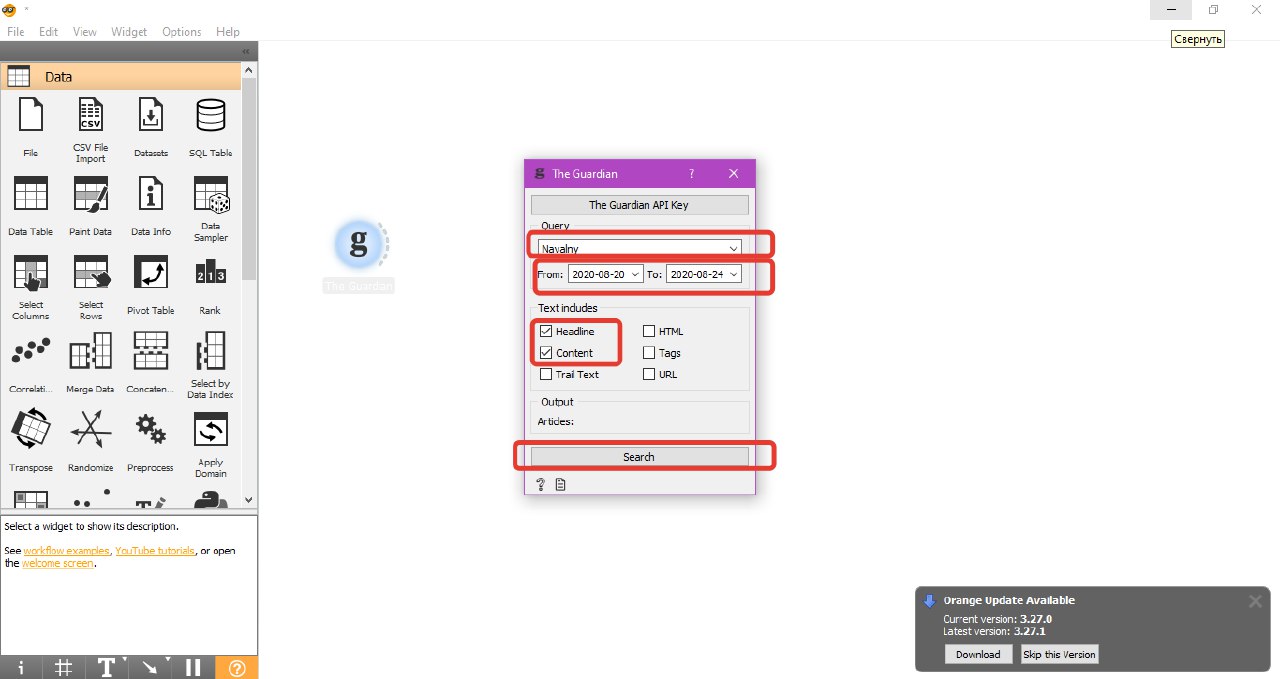 File Edit View Widget Options Help
Свернуть
Data
File
CSV File Import
Datasets
SQL Table
Data Table
Paint Data
Data Info
Data Sampler
Select Columns
Select Rows
Pivot Table
Rank
Correlati...
Merge Data
Concaten...
Select by Data Index
Transpose
Randomize
Preprocess
Apply Domain
Select a widget to show its description.
See workflow examples, YouTube tutorials, or open
the welcome screen.
g
The Guardian
g The Guardian ?
The Guardian API Key
Query
Navalny
From: 2020-08-20 To: 2020-08-24
Text includes
Headline HTML
Content Tags
Trail Text URL
Output
Articles:
Search
Orange Update Available
Current version: 3.27.0
Latest version: 3.27.1
Download Skip this Version